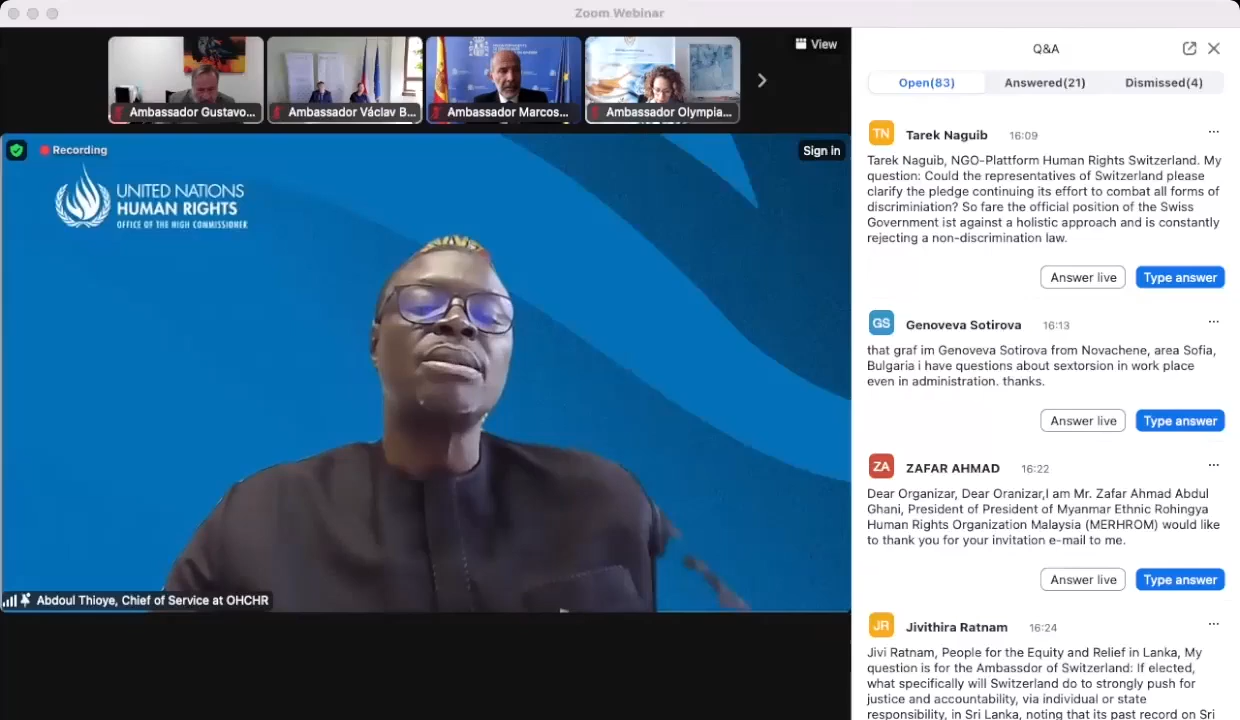 Zoom Webinar
View
Ambassador Gustavo...
Ambassador Václav B...
Ambassador Marcos...
Ambassador Olympia...
Recording
Sign in
UNITED NATIONS
HUMAN RIGHTS
OFFICE OF THE HIGH COMMISSIONER
Abdoul Thioye, Chief of Service at OHCHR
Q&A
Open(83)
Answered(21)
Dismissed(4)
TN
Tarek Naguib 16:09
Tarek Naguib, NGO-Plattform Human Rights Switzerland. My
question: Could the representatives of Switzerland please
clarify the pledge continuing its effort to combat all forms of
discriminiation? So fare the official position of the Swiss
Government ist against a holistic approach and is constantly
rejecting a non-discrimination law.
Answer live
Type answer
GS
Genoveva Sotirova 16:13
that graf im Genoveva Sotirova from Novachene, area Sofia,
Bulgaria i have questions about sextorsion in work place
even in administration. thanks.
Answer live
Type answer
ZA
ZAFAR AHMAD 16:22
Dear Organizar, Dear Oranizar,I am Mr. Zafar Ahmad Abdul
Ghani, President of President of Myanmar Ethnic Rohingya
Human Rights Organization Malaysia (MERHROM) would like
to thank you for your invitation e-mail to me.
Answer live
Type answer
JR
Jivithira Ratnam 16:24
Jivi Ratnam, People for the Equity and Relief in Lanka, My
question is for the Ambassdor of Switzerland: If elected,
what specifically will Switzerland do to strongly push for
justice and accountability, via individual or state
responsibility, in Sri Lanka, noting that its past record on Sri